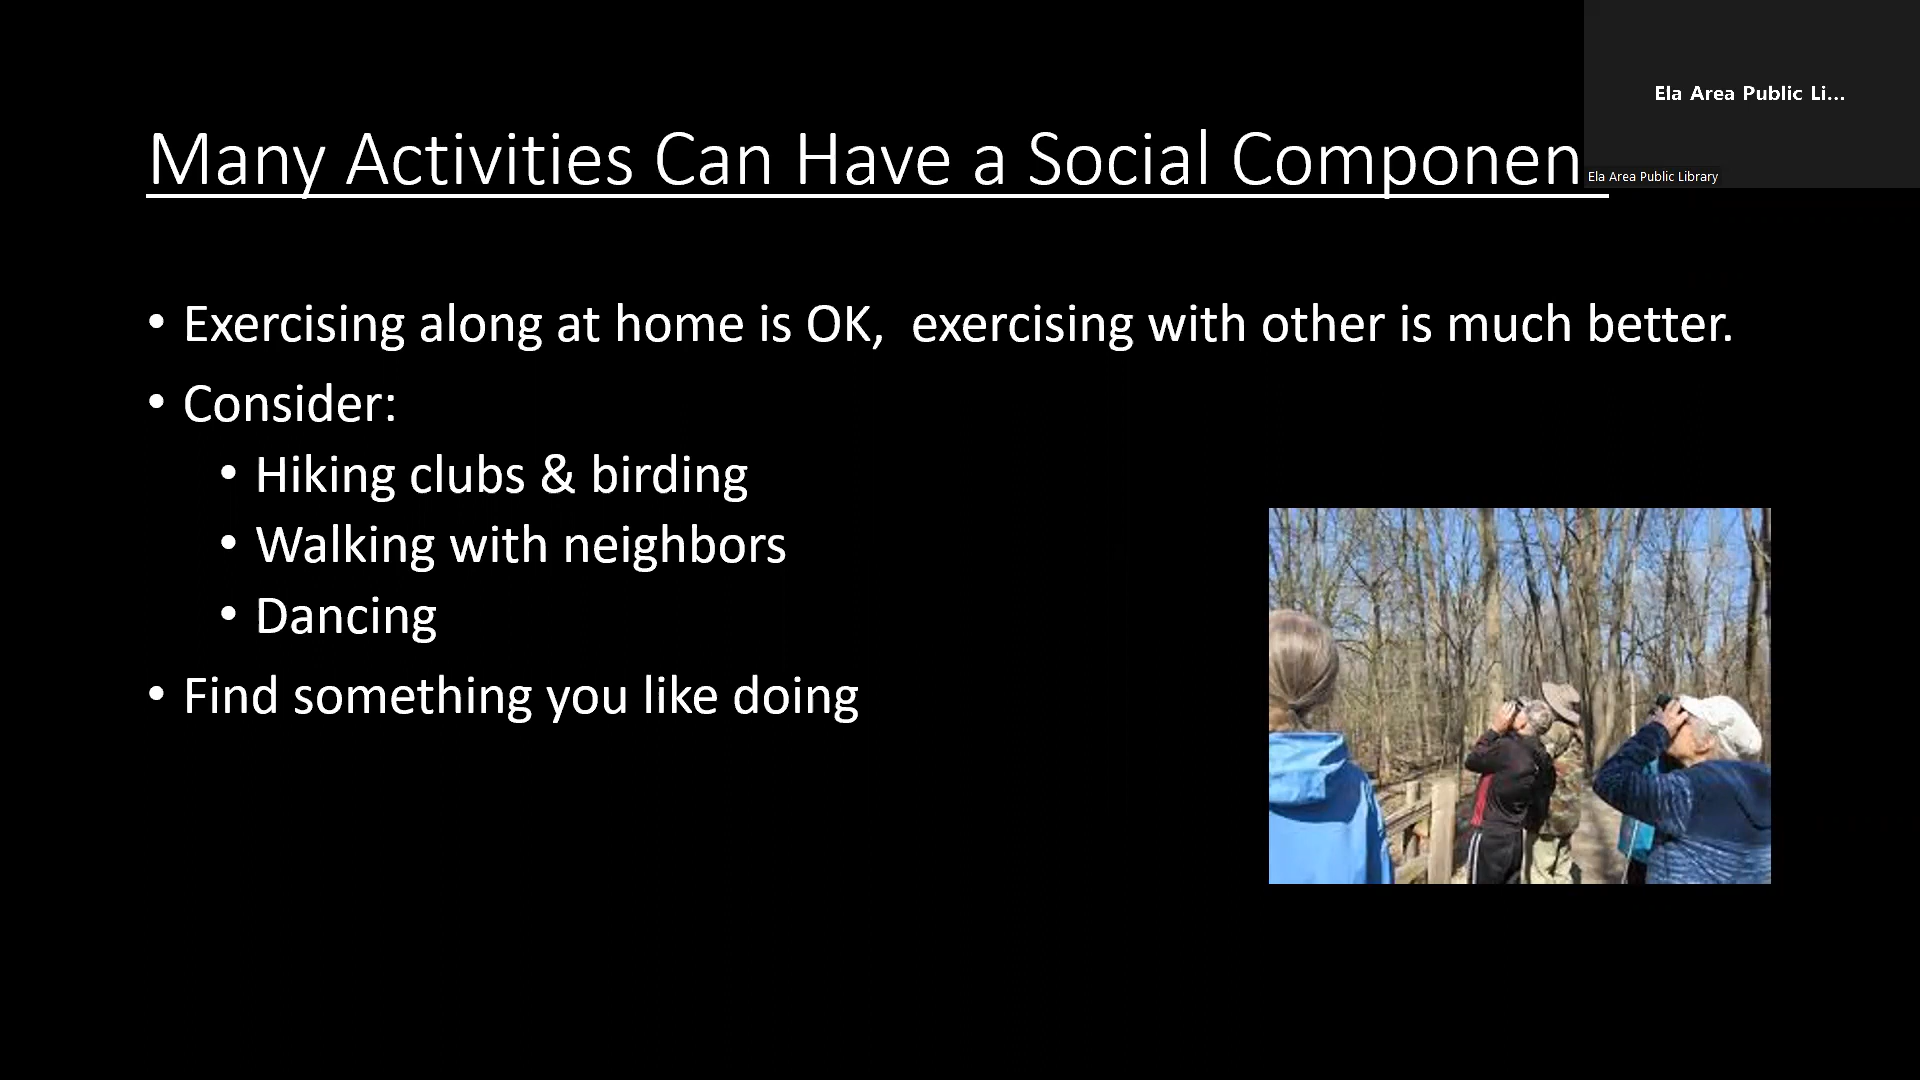 Ela Area Public Li...
Many Activities Can Have a Social Componen
Ela Area Public Library
• Exercising along at home is OK,  exercising with other is much better.
• Consider:
• Hiking clubs & birding
• Walking with neighbors
• Dancing
• Find something you like doing